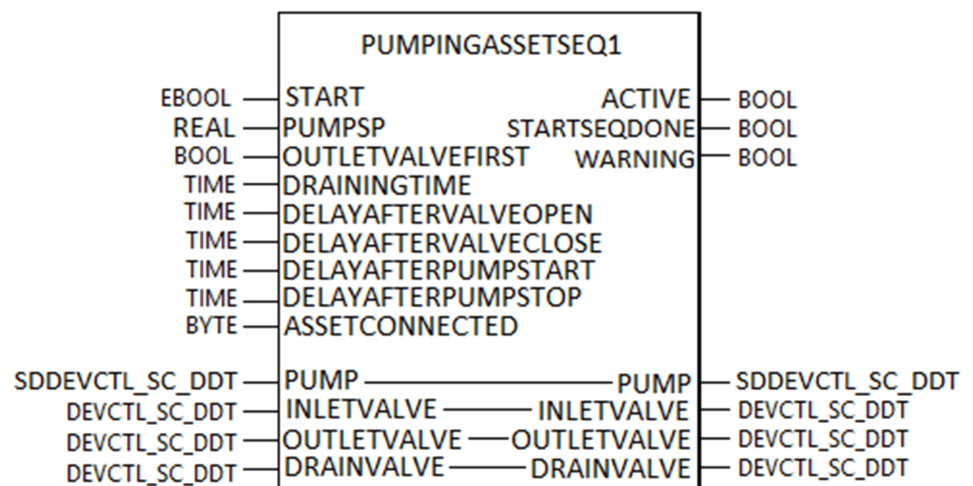 PUMPINGASSETSEQ1
EBOOL START ACTIVE BOOL
REAL PUMPSP STARTSEQDONE BOOL
BOOL OUTLETVALVEFIRST WARNING BOOL
TIME DRAININGTIME
TIME DELAYAFTERVALVEOPEN
TIME DELAYAFTERVALVECLOSE
TIME DELAYAFTERPUMPSTART
TIME DELAYAFTERPUMPSTOP
BYTE ASSETCONNECTED
SDDEVCTL_SC_DDT PUMP PUMP SDDEVCTL_SC_DDT
DEVCTL_SC_DDT INLETVALVE INLETVALVE DEVCTL_SC_DDT
DEVCTL_SC_DDT OUTLETVALVE OUTLETVALVE DEVCTL_SC_DDT
DEVCTL_SC_DDT DRAINVALVE DRAINVALVE DEVCTL_SC_DDT